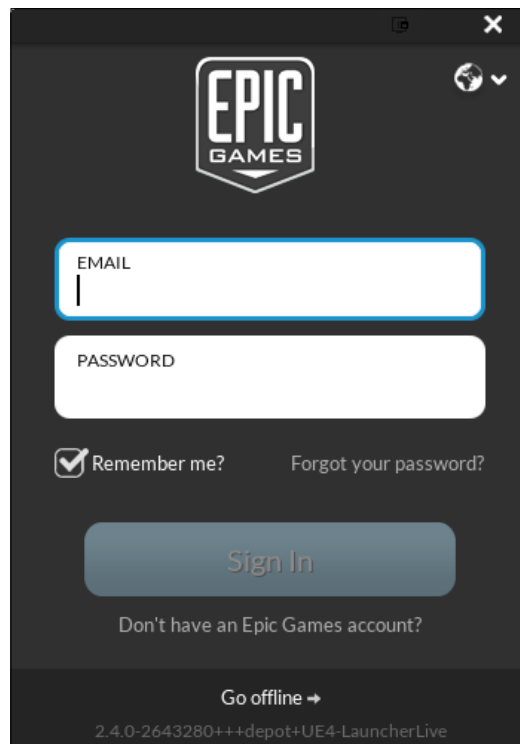 EPIC
GAMES
EMAIL
PASSWORD
Remember me? Forgot your password?
Sign In
Don't have an Epic Games account?
Go offline →
2.4.0-2643280+++depot+UE4-LauncherLive